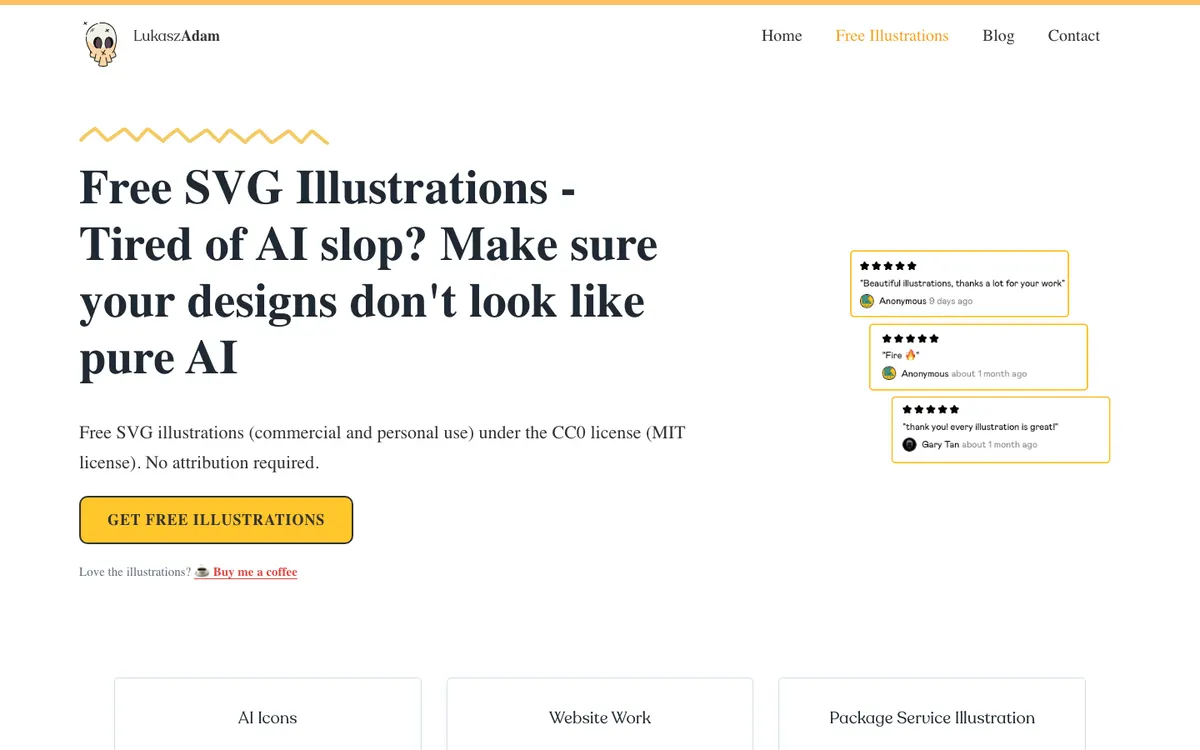 LukaszAdam
Home
Free Illustrations
Blog
Contact
Free SVG Illustrations -
Tired of AI slop? Make sure
your designs don't look like
pure AI
Free SVG illustrations (commercial and personal use) under the CC0 license (MIT
license). No attribution required.
GET FREE ILLUSTRATIONS
Love the illustrations? ☕ Buy me a coffee
"Beautiful illustrations, thanks a lot for your work"
Anonymous 9 days ago
"Fire 🔥"
Anonymous about 1 month ago
"thank you! every illustration is great!"
Gary Tan about 1 month ago
AI Icons
Website Work
Package Service Illustration